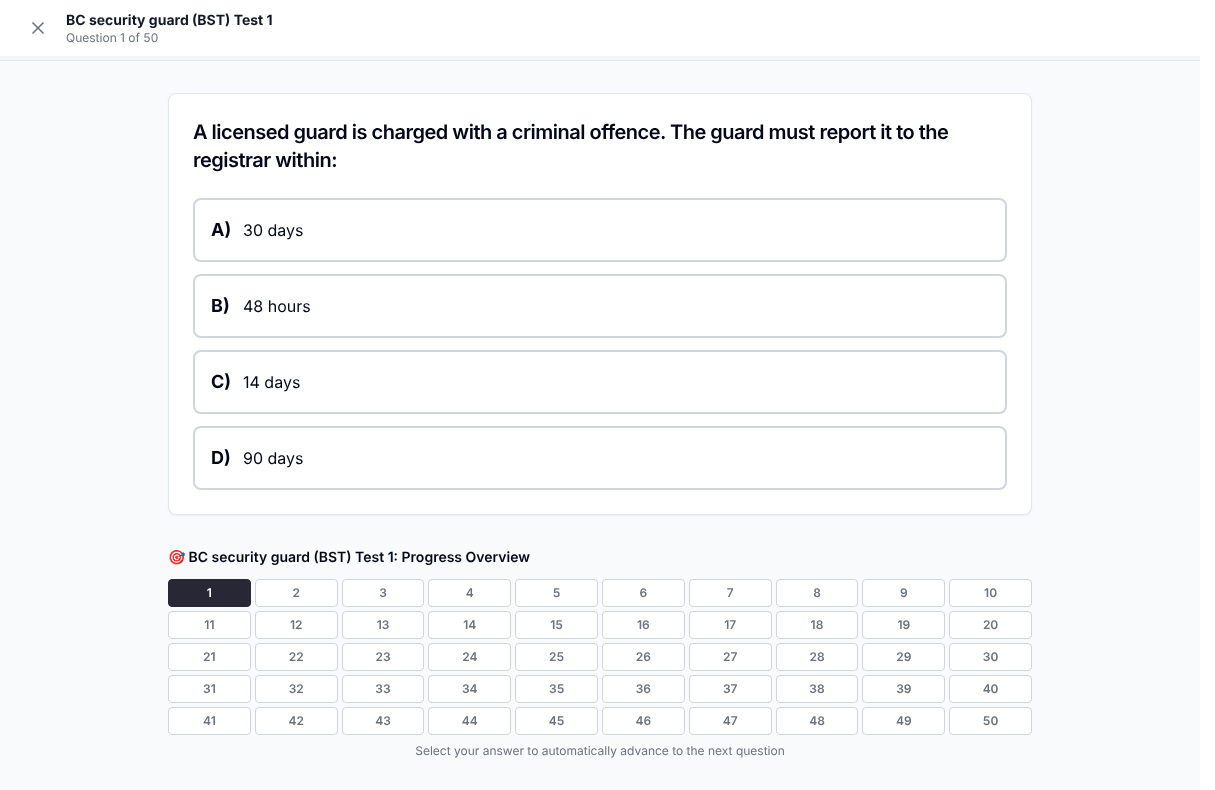 BC security guard (BST) Test 1
Question 1 of 50
A licensed guard is charged with a criminal offence. The guard must report it to the
registrar within:
A) 30 days
B) 48 hours
C) 14 days
D) 90 days
🎯 BC security guard (BST) Test 1: Progress Overview
1 2 3 4 5 6 7 8 9 10
11 12 13 14 15 16 17 18 19 20
21 22 23 24 25 26 27 28 29 30
31 32 33 34 35 36 37 38 39 40
41 42 43 44 45 46 47 48 49 50
Select your answer to automatically advance to the next question